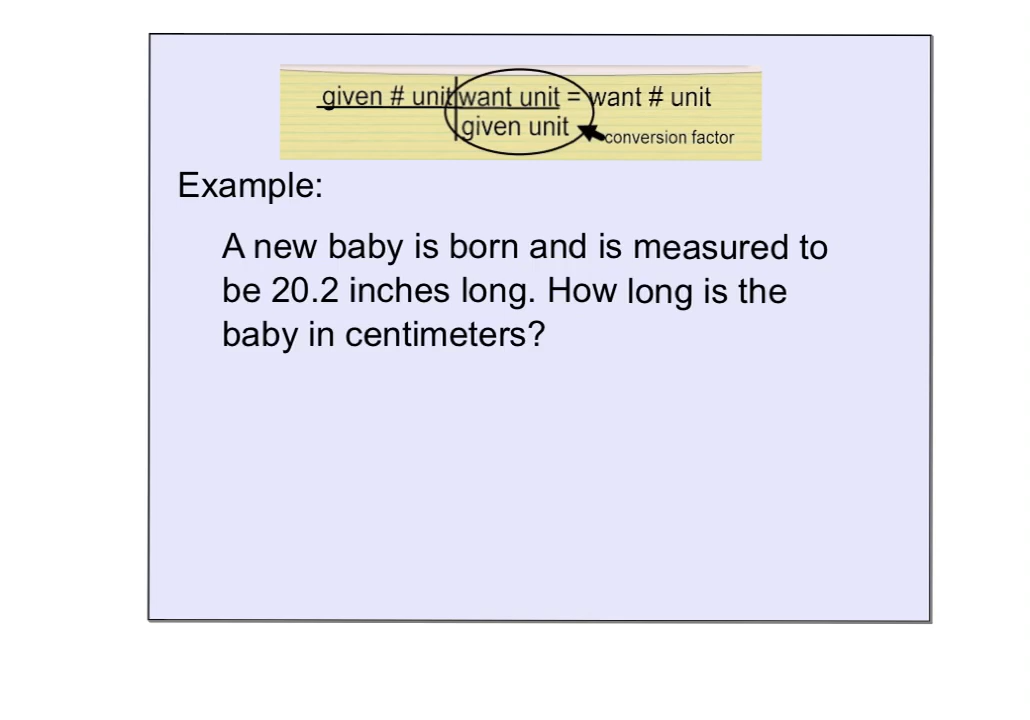 given # unit want unit = want # unit
given unit
conversion factor
Example:
A new baby is born and is measured to
be 20.2 inches long. How long is the
baby in centimeters?